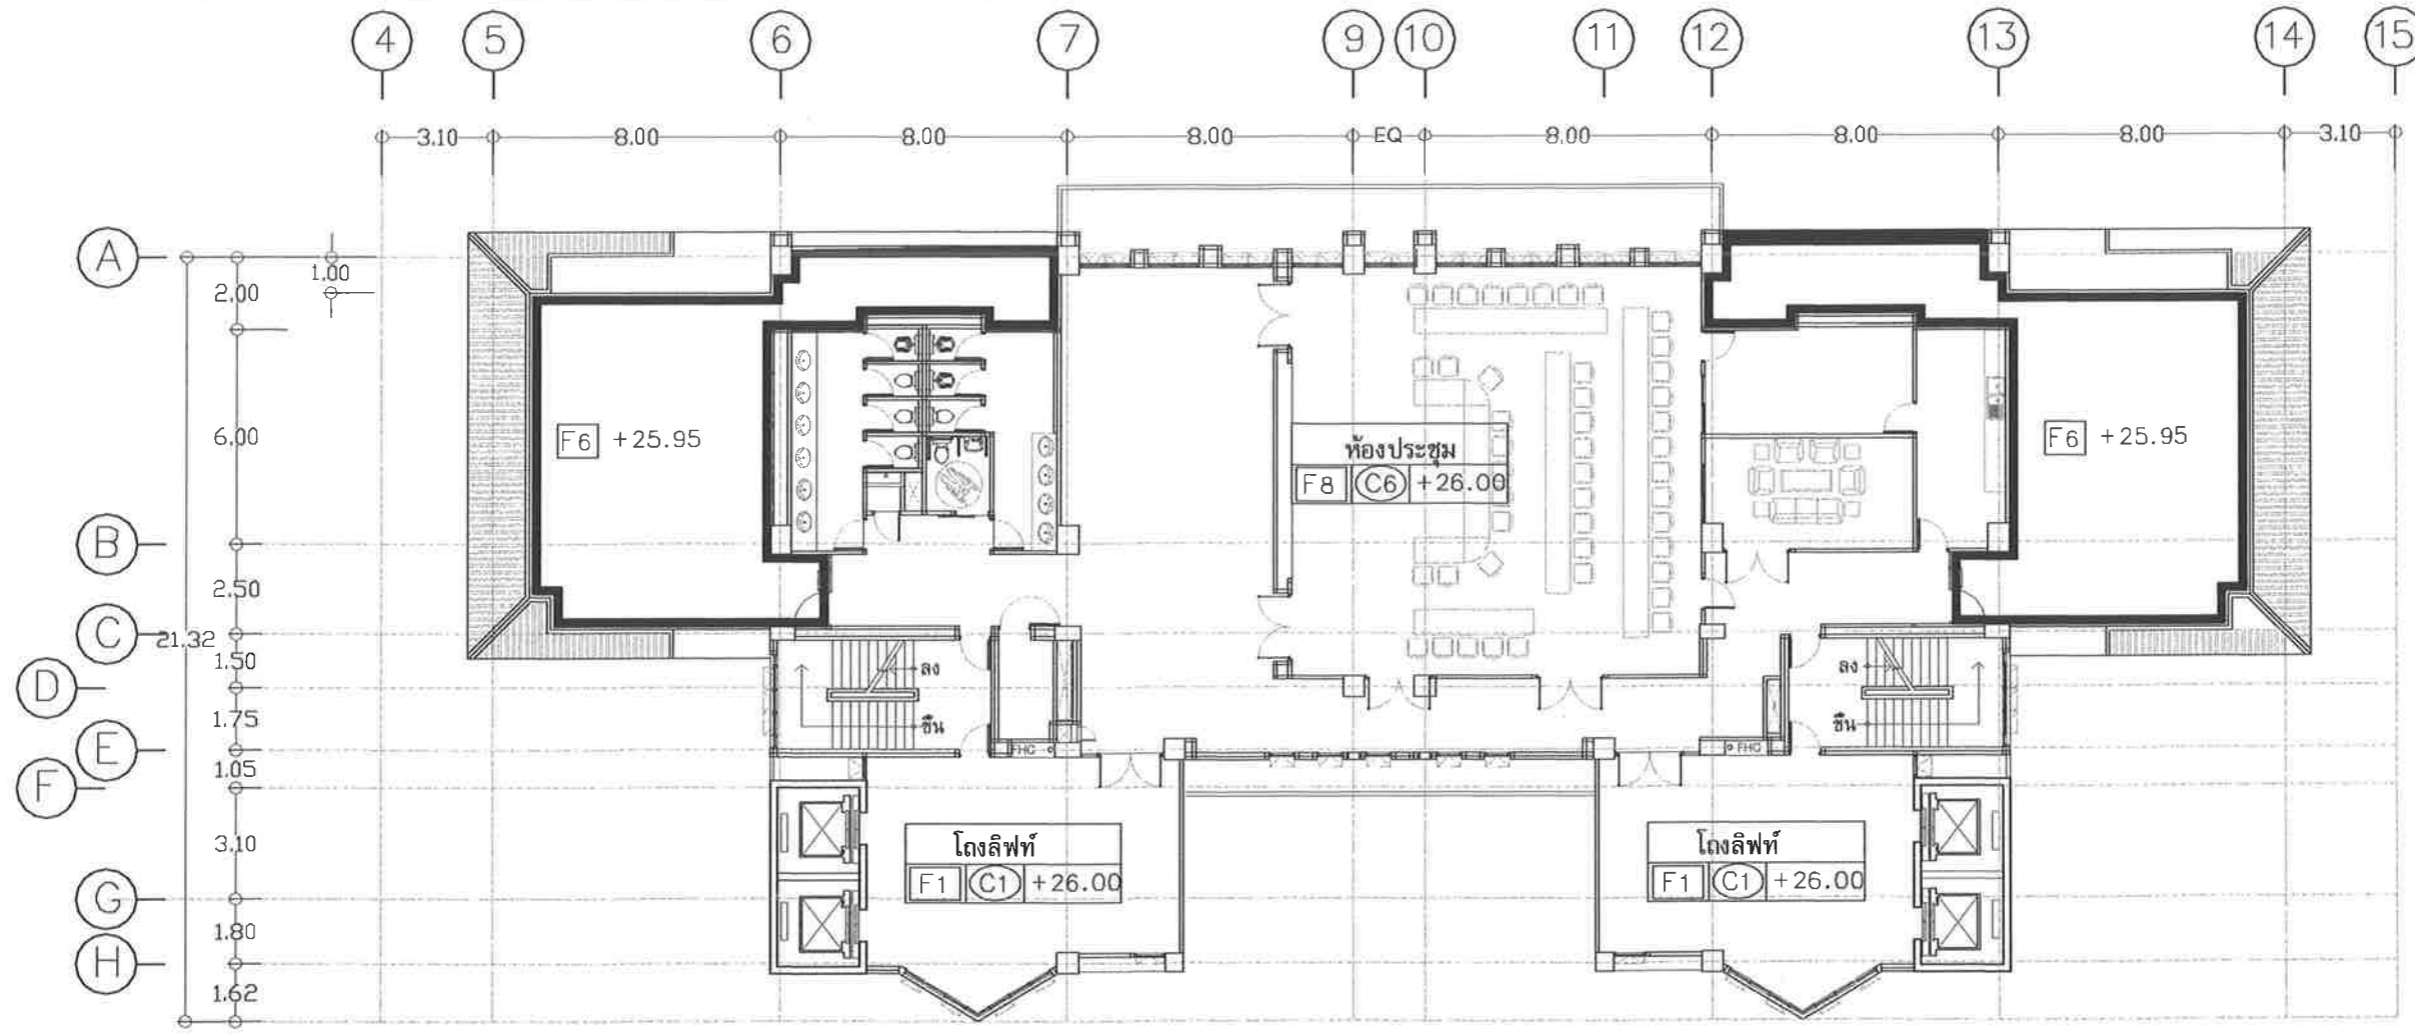 4 5 6 7 9 10 11 12 13 14 15
3.10 8.00 8.00 8.00 EQ 8.00 8.00 8.00 3.10
A
1.00
2.00
6.00
F6 +25.95
ห้องประชุม
F8 C6 +26.00
F6 +25.95
B
2.50
C
21.32
1.50
ลง
ลง
D
1.75
ขึ้น
ขึ้น
E
FHC
FHC
1.05
F
3.10
โถงลิฟท์
F1 C1 +26.00
โถงลิฟท์
F1 C1 +26.00
G
1.80
H
1.62